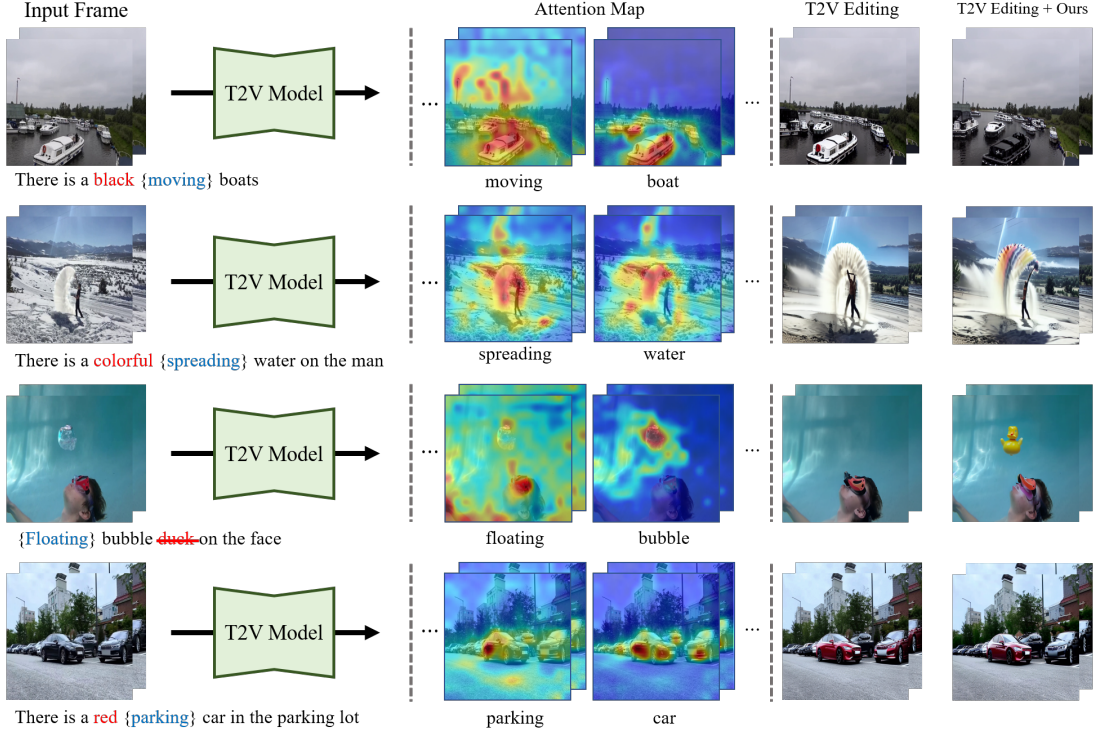 Input Frame
Attention Map
T2V Editing
T2V Editing + Ours
T2V Model
...
...
moving
boat
There is a black {moving} boats
T2V Model
...
...
spreading
water
There is a colorful {spreading} water on the man
T2V Model
...
...
floating
bubble
{Floating} bubble duck on the face
T2V Model
...
...
parking
car
There is a red {parking} car in the parking lot